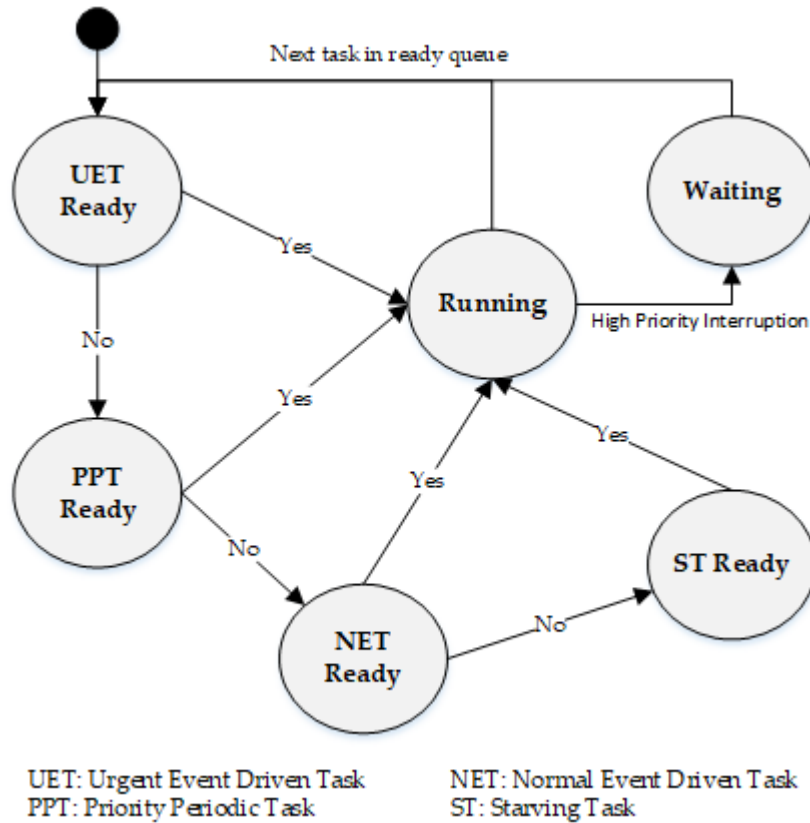 Next task in ready queue
UET
Ready
Waiting
Yes
Running
High Priority Interruption
No
Yes
Yes
PPT
Ready
Yes
No
ST Ready
No
NET
Ready
UET: Urgent Event Driven Task
NET: Normal Event Driven Task
PPT: Priority Periodic Task
ST: Starving Task